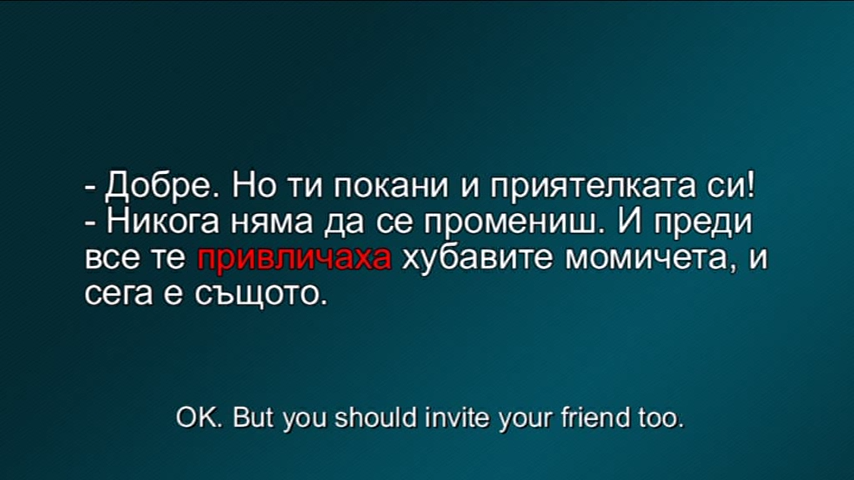 - Добре. Но ти покани и приятелката си!
- Никога няма да се промениш. И преди
все те привличаха хубавите момичета, и
сега е същото.
OK. But you should invite your friend too.